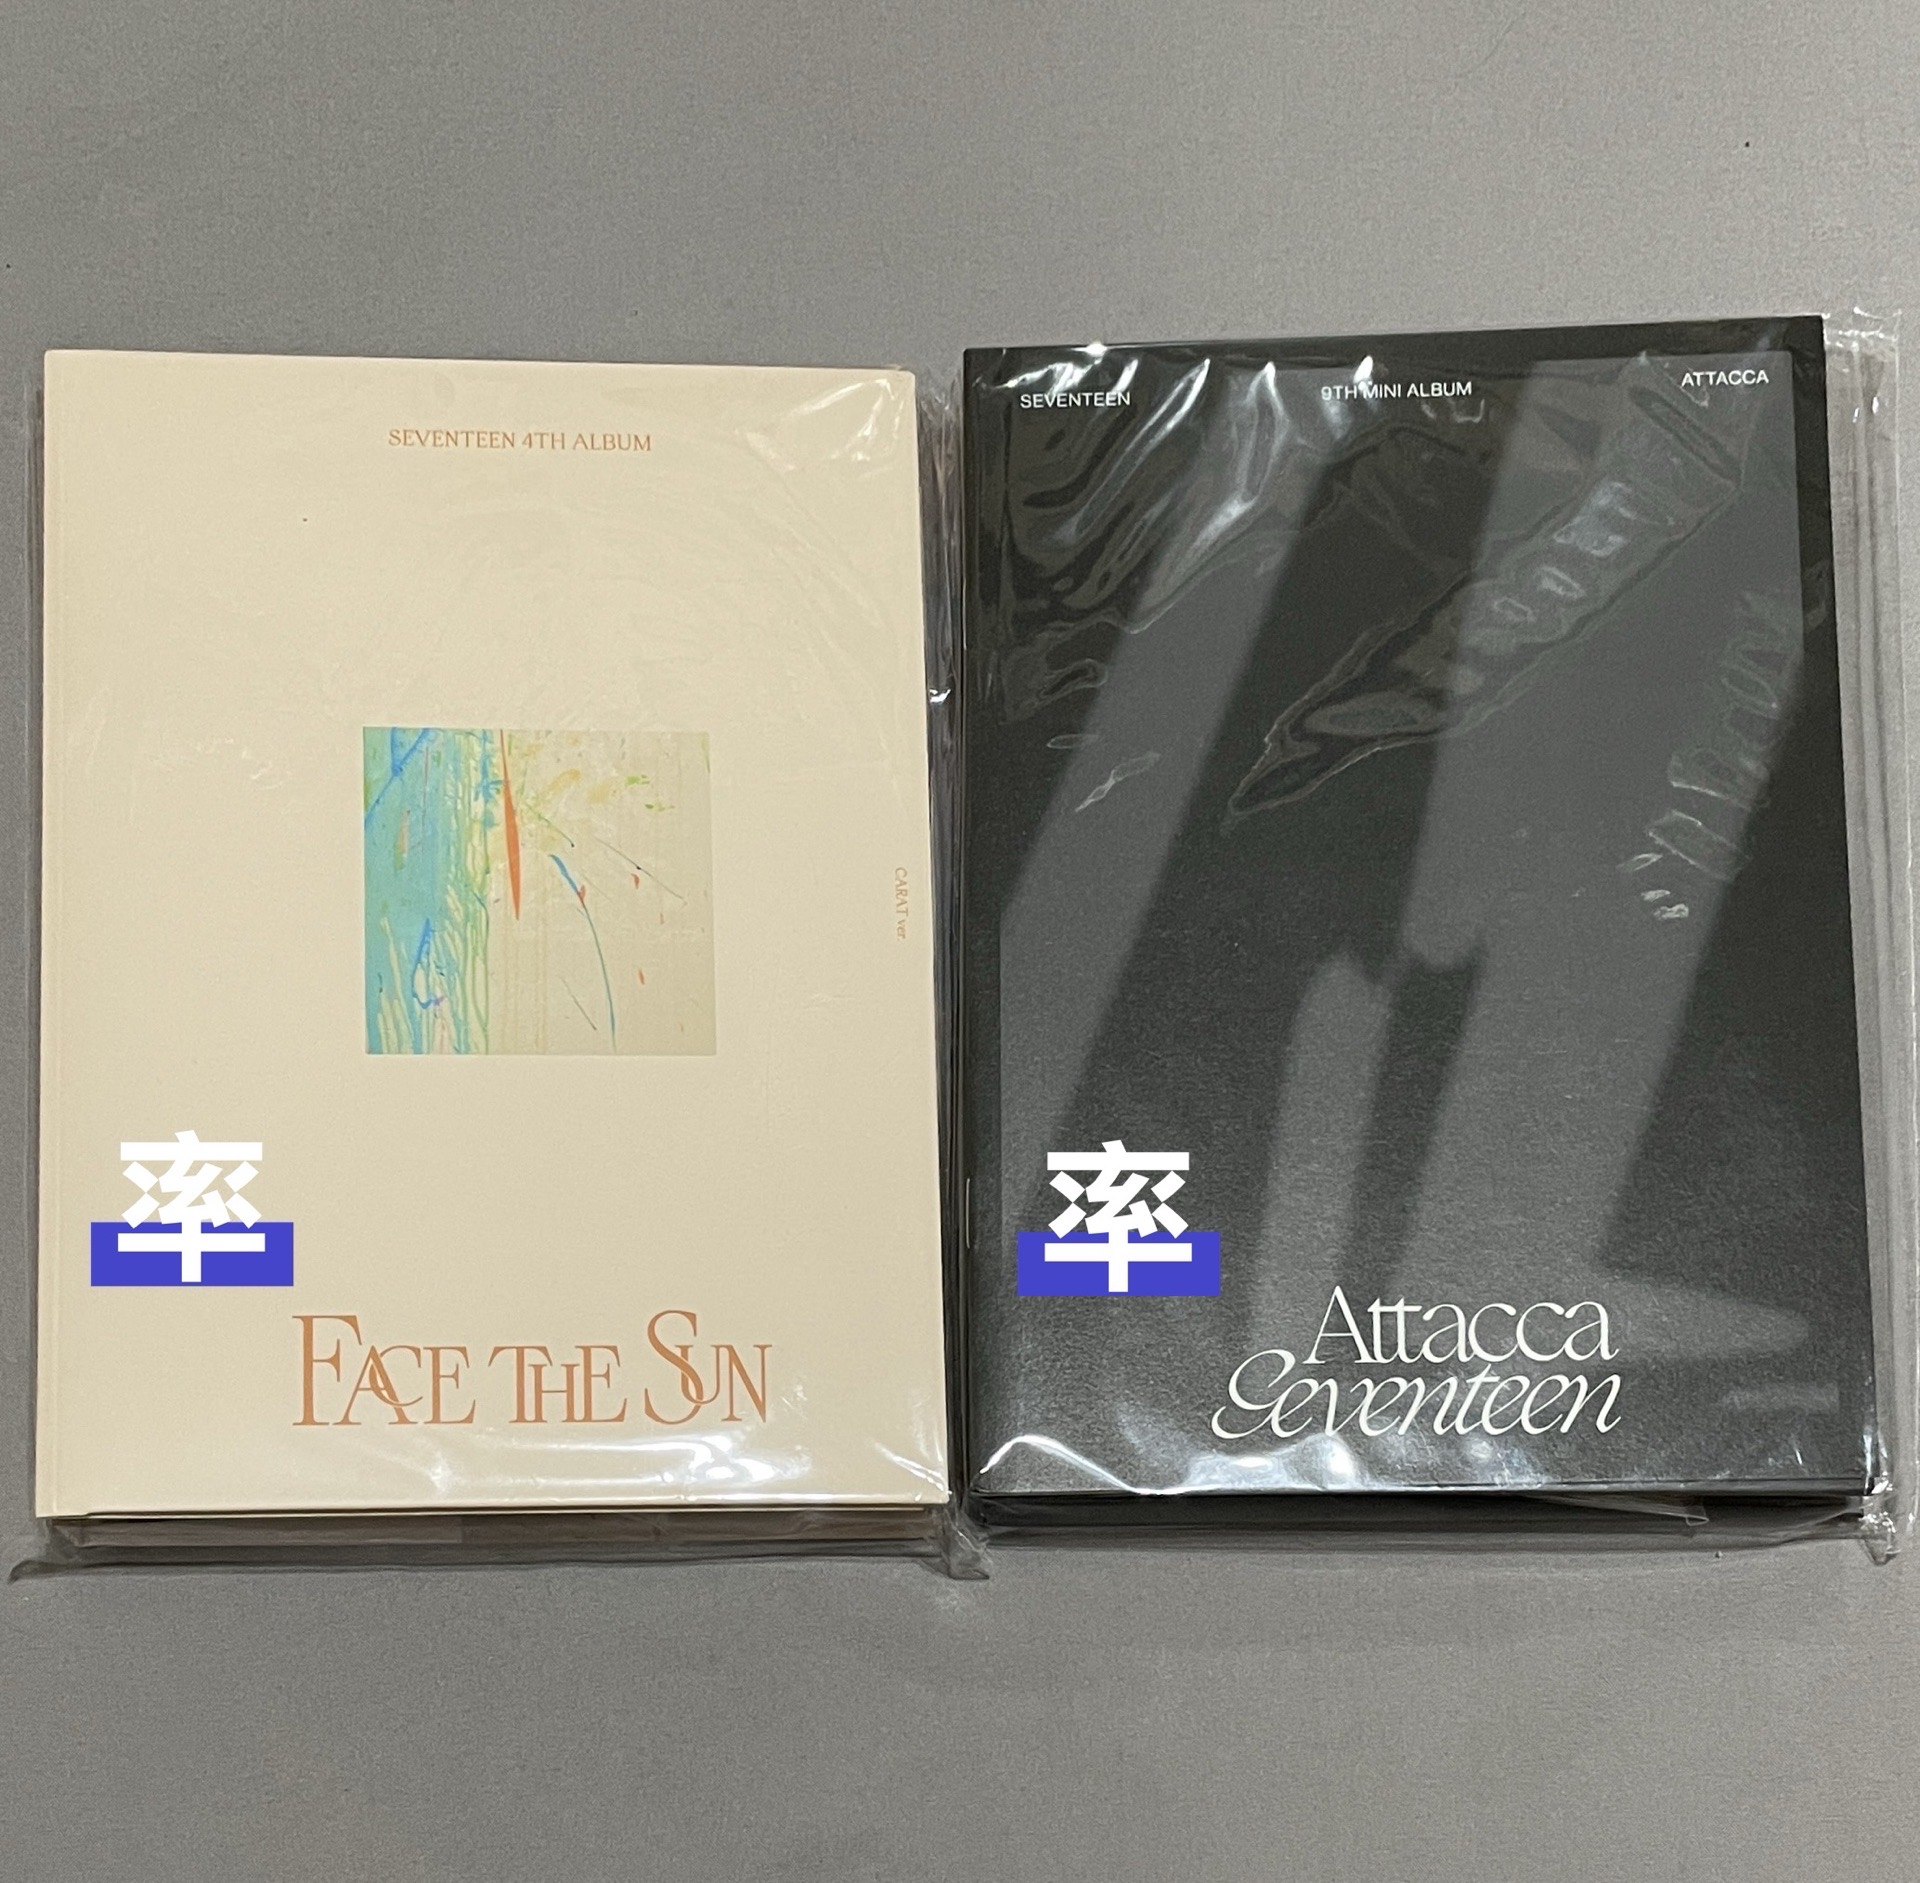 SEVENTEEN 4TH ALBUM
CARAT ver.
率
FACE THE SUN
SEVENTEEN
9TH MINI ALBUM
ATTACCA
率
Attacca
Seventeen